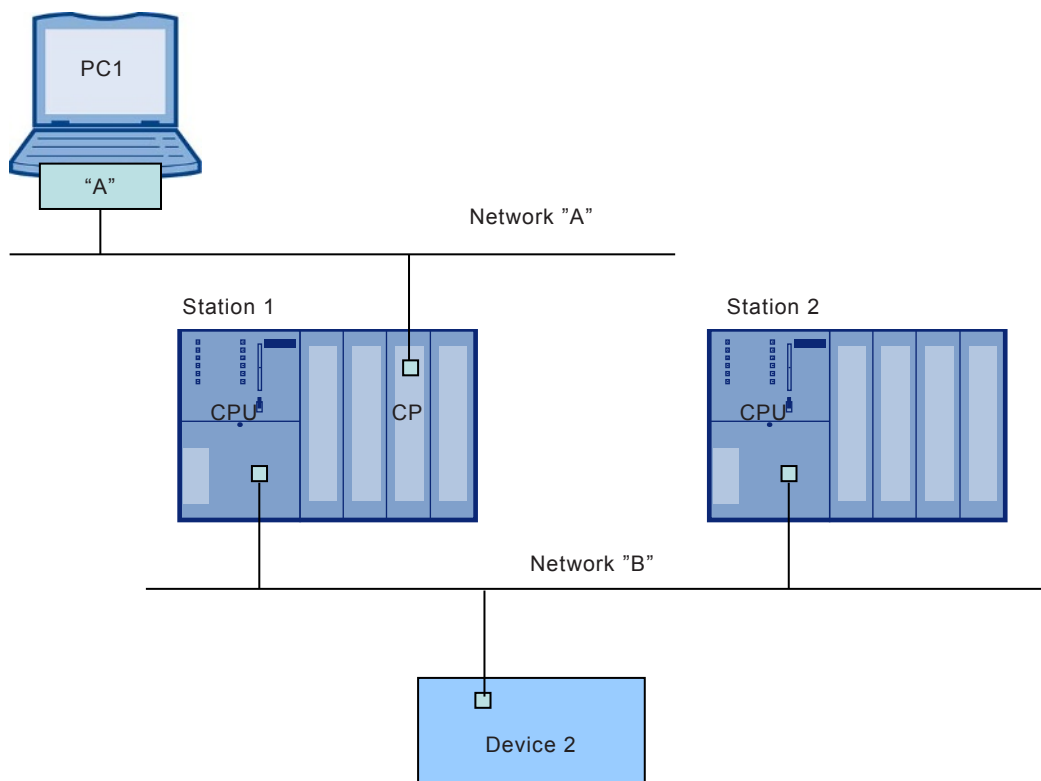 PC1
“A”
Network ”A”
Station 1
Station 2
CPU
CP
CPU
Network ”B”
Device 2